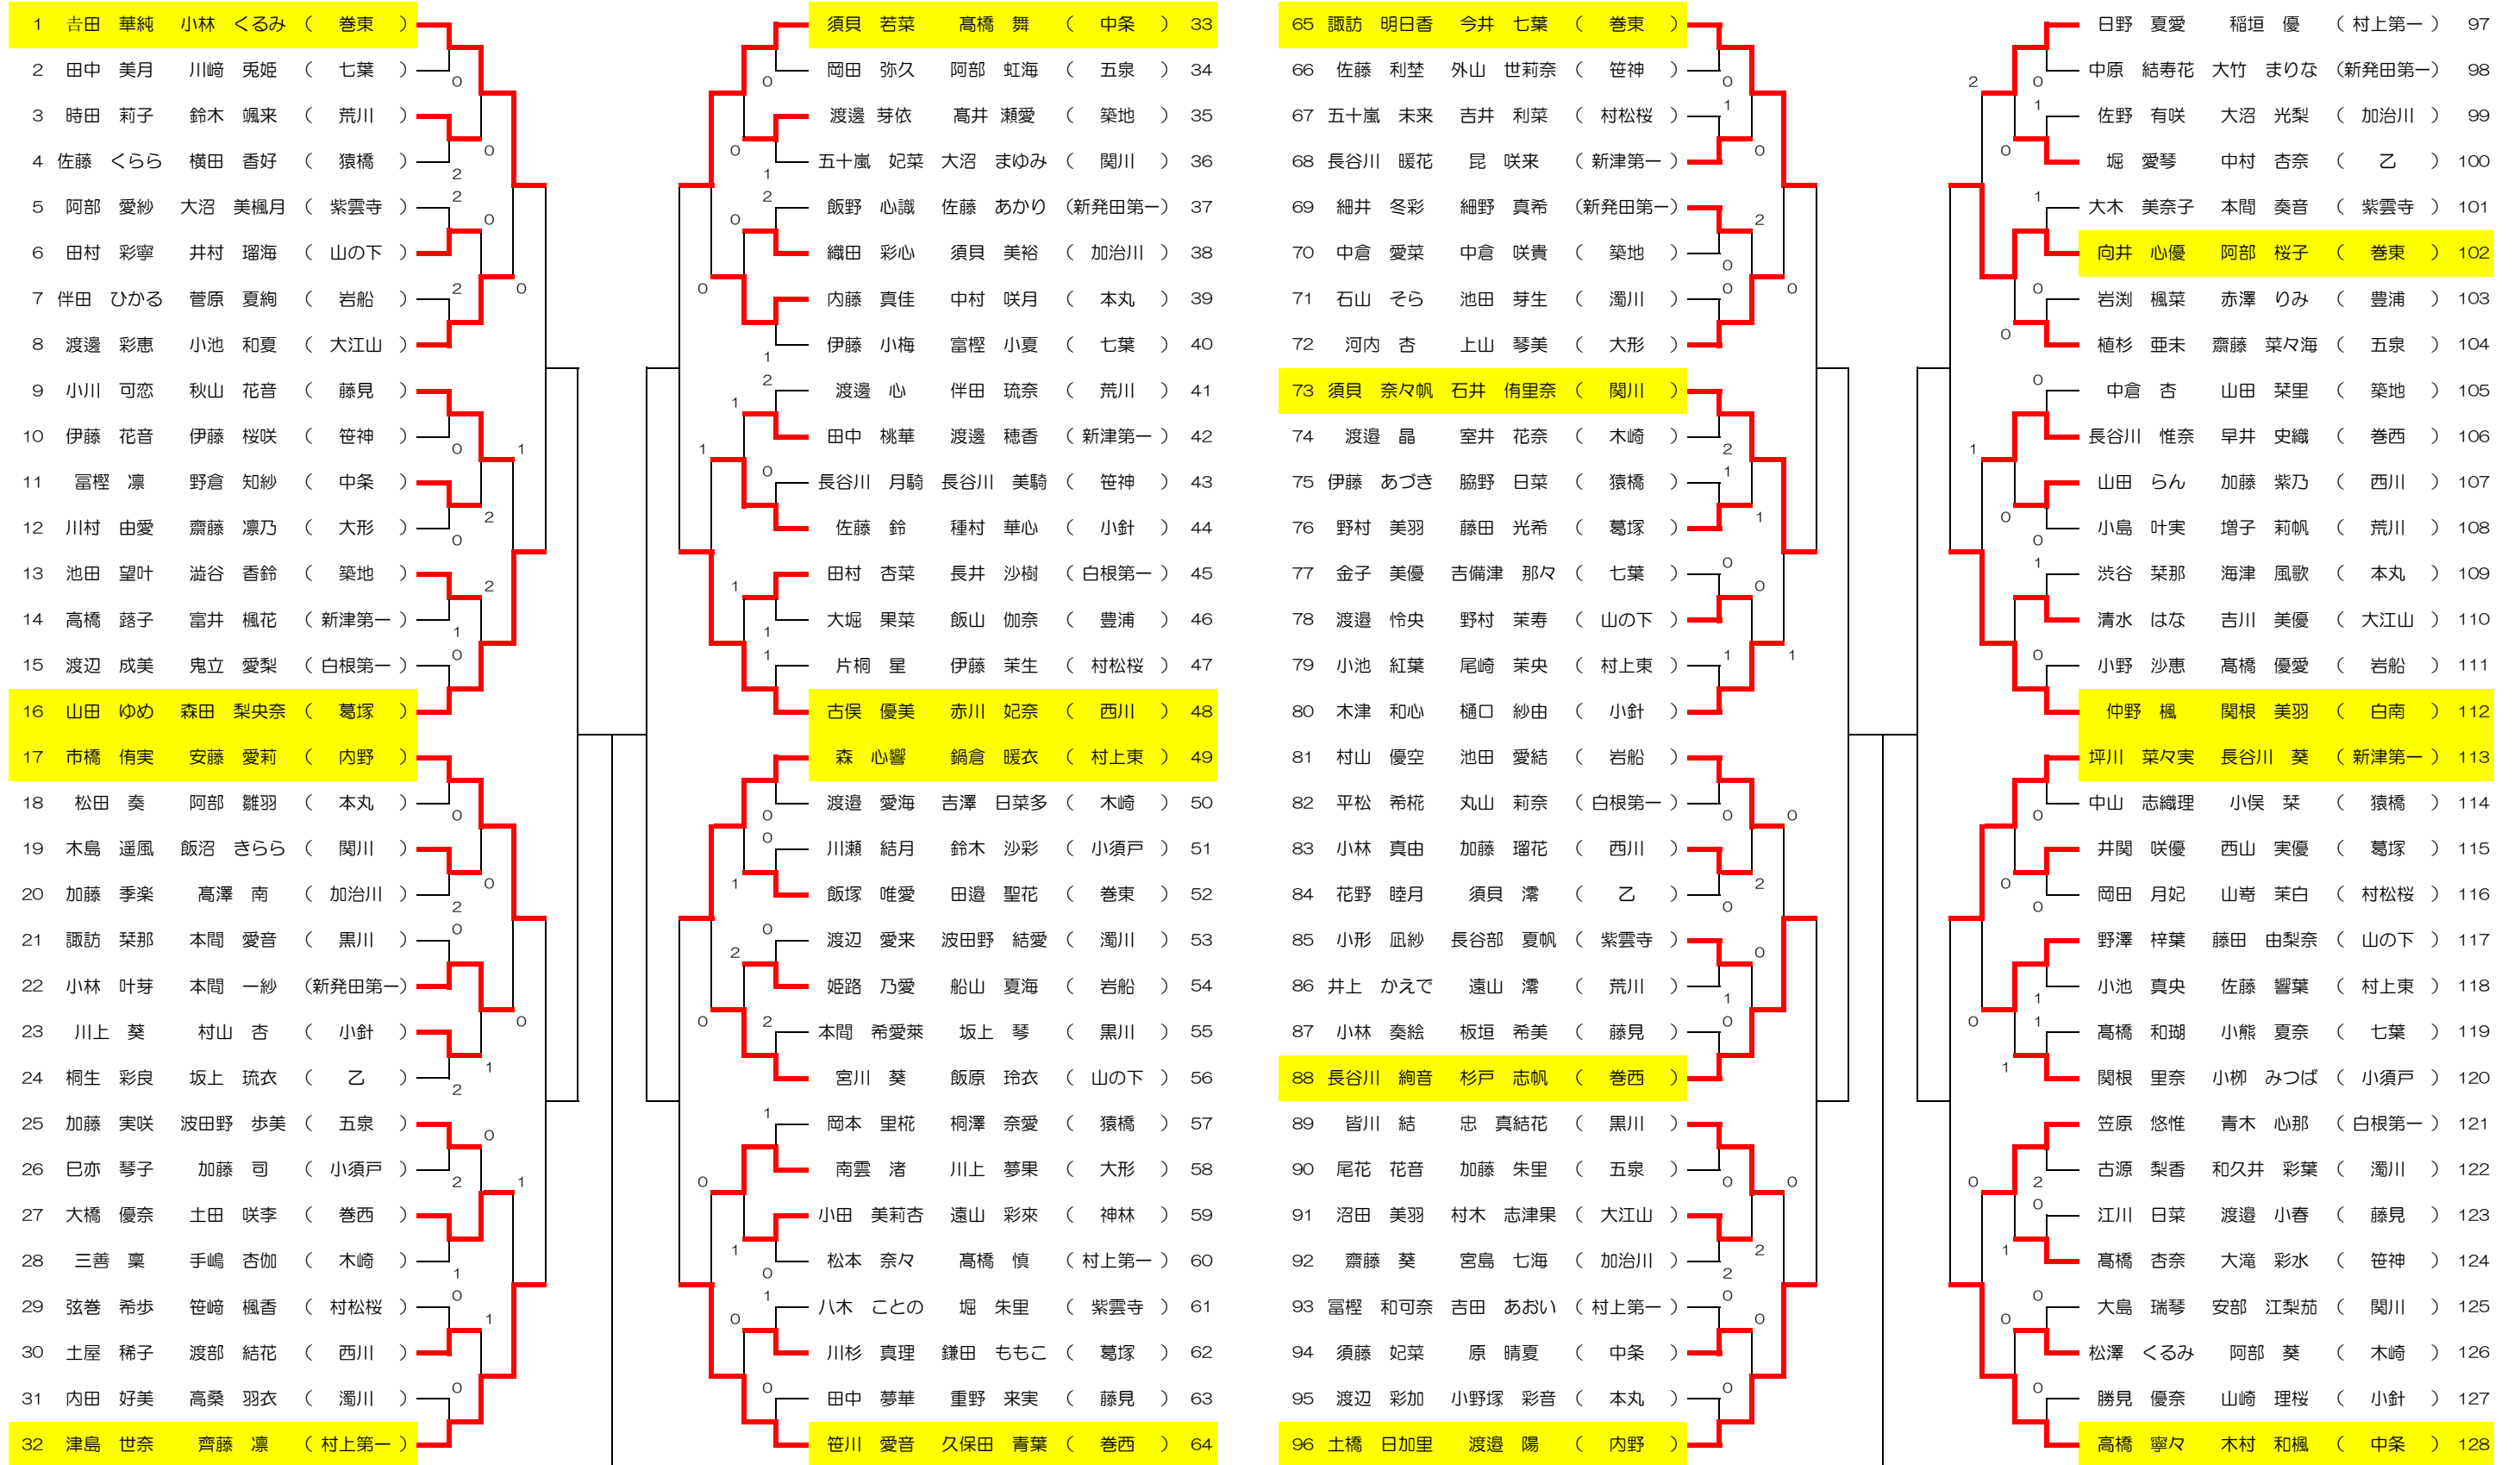 1 𠮷田 華純 小林 くるみ ( 巻東 )
2 田中 美月 川﨑 兎姫 ( 七葉 )
3 時田 莉子 鈴木 颯来 ( 荒川 )
4 佐藤 くらら 横田 香好 ( 猿橋 )
5 阿部 愛紗 大沼 美楓月 ( 紫雲寺 )
6 田村 彩寧 井村 瑠海 ( 山の下 )
7 伴田 ひかる 菅原 夏絢 ( 岩船 )
8 渡邊 彩恵 小池 和夏 ( 大江山 )
9 小川 可恋 秋山 花音 ( 藤見 )
10 伊藤 花音 伊藤 桜咲 ( 笹神 )
11 冨樫 凛 野倉 知紗 ( 中条 )
12 川村 由愛 齋藤 凛乃 ( 大形 )
13 池田 望叶 澁谷 香鈴 ( 築地 )
14 高橋 蕗子 富井 楓花 ( 新津第一 )
15 渡辺 成美 鬼立 愛梨 ( 白根第一 )
16 山田 ゆめ 森田 梨央奈 ( 葛塚 )
17 市橋 侑実 安藤 愛莉 ( 内野 )
18 松田 奏 阿部 雛羽 ( 本丸 )
19 木島 遥風 飯沼 きらら ( 関川 )
20 加藤 季楽 髙澤 南 ( 加治川 )
21 諏訪 栞那 本間 愛音 ( 黒川 )
22 小林 叶芽 本間 一紗 (新発田第一)
23 川上 葵 村山 杏 ( 小針 )
24 桐生 彩良 坂上 琉衣 ( 乙 )
25 加藤 実咲 波田野 歩美 ( 五泉 )
26 巳亦 琴子 加藤 司 ( 小須戸 )
27 大橋 優奈 土田 咲李 ( 巻西 )
28 三善 稟 手嶋 杏伽 ( 木崎 )
29 弦巻 希歩 笹﨑 楓香 ( 村松桜 )
30 土屋 稀子 渡部 結花 ( 西川 )
31 内田 好美 高桑 羽衣 ( 濁川 )
32 津島 世奈 齊藤 凛 ( 村上第一 )
須貝 若菜 髙橋 舞 ( 中条 ) 33
岡田 弥久 阿部 虹海 ( 五泉 ) 34
渡邊 芽依 髙井 瀬愛 ( 築地 ) 35
五十嵐 妃菜 大沼 まゆみ ( 関川 ) 36
飯野 心識 佐藤 あかり (新発田第一) 37
織田 彩心 須貝 美裕 ( 加治川 ) 38
内藤 真佳 中村 咲月 ( 本丸 ) 39
伊藤 小梅 富樫 小夏 ( 七葉 ) 40
渡邊 心 伴田 琉奈 ( 荒川 ) 41
田中 桃華 渡邊 穂香 ( 新津第一 ) 42
長谷川 月騎 長谷川 美騎 ( 笹神 ) 43
佐藤 鈴 種村 華心 ( 小針 ) 44
田村 杏菜 長井 沙樹 ( 白根第一 ) 45
大堀 果菜 飯山 伽奈 ( 豊浦 ) 46
片桐 星 伊藤 茉生 ( 村松桜 ) 47
古俣 優美 赤川 妃奈 ( 西川 ) 48
森 心響 鍋倉 暖衣 ( 村上東 ) 49
渡邉 愛海 吉澤 日菜多 ( 木崎 ) 50
川瀬 結月 鈴木 沙彩 ( 小須戸 ) 51
飯塚 唯愛 田邉 聖花 ( 巻東 ) 52
渡辺 愛来 波田野 結愛 ( 濁川 ) 53
姫路 乃愛 船山 夏海 ( 岩船 ) 54
本間 希愛莱 坂上 琴 ( 黒川 ) 55
宮川 葵 飯原 玲衣 ( 山の下 ) 56
岡本 里椛 桐澤 奈愛 ( 猿橋 ) 57
南雲 渚 川上 夢果 ( 大形 ) 58
小田 美莉杏 遠山 彩來 ( 神林 ) 59
松本 奈々 髙橋 慎 ( 村上第一 ) 60
八木 ことの 堀 朱里 ( 紫雲寺 ) 61
川杉 真理 鎌田 ももこ ( 葛塚 ) 62
田中 夢華 重野 来実 ( 藤見 ) 63
笹川 愛音 久保田 青葉 ( 巻西 ) 64
65 諏訪 明日香 今井 七葉 ( 巻東 )
66 佐藤 利埜 外山 世莉奈 ( 笹神 )
67 五十嵐 未来 吉井 利菜 ( 村松桜 )
68 長谷川 暖花 昆 咲来 ( 新津第一 )
69 細井 冬彩 細野 真希 (新発田第一)
70 中倉 愛菜 中倉 咲貴 ( 築地 )
71 石山 そら 池田 芽生 ( 濁川 )
72 河内 杏 上山 琴美 ( 大形 )
73 須貝 奈々帆 石井 侑里奈 ( 関川 )
74 渡邉 晶 室井 花奈 ( 木崎 )
75 伊藤 あづき 脇野 日菜 ( 猿橋 )
76 野村 美羽 藤田 光希 ( 葛塚 )
77 金子 美優 吉備津 那々 ( 七葉 )
78 渡邉 怜央 野村 茉寿 ( 山の下 )
79 小池 紅葉 尾崎 茉央 ( 村上東 )
80 木津 和心 樋口 紗由 ( 小針 )
81 村山 優空 池田 愛結 ( 岩船 )
82 平松 希椛 丸山 莉奈 ( 白根第一 )
83 小林 真由 加藤 瑠花 ( 西川 )
84 花野 睦月 須貝 澪 ( 乙 )
85 小形 凪紗 長谷部 夏帆 ( 紫雲寺 )
86 井上 かえで 遠山 澪 ( 荒川 )
87 小林 奏絵 板垣 希美 ( 藤見 )
88 長谷川 絢音 杉戸 志帆 ( 巻西 )
89 皆川 結 忠 真結花 ( 黒川 )
90 尾花 花音 加藤 朱里 ( 五泉 )
91 沼田 美羽 村木 志津果 ( 大江山 )
92 齋藤 葵 宮島 七海 ( 加治川 )
93 冨樫 和可奈 吉田 あおい ( 村上第一 )
94 須藤 妃菜 原 晴夏 ( 中条 )
95 渡辺 彩加 小野塚 彩音 ( 本丸 )
96 土橋 日加里 渡邉 陽 ( 内野 )
日野 夏愛 稲垣 優 ( 村上第一 ) 97
中原 結寿花 大竹 まりな (新発田第一) 98
佐野 有咲 大沼 光梨 ( 加治川 ) 99
堀 愛琴 中村 杏奈 ( 乙 ) 100
大木 美奈子 本間 奏音 ( 紫雲寺 ) 101
向井 心優 阿部 桜子 ( 巻東 ) 102
岩渕 楓菜 赤澤 りみ ( 豊浦 ) 103
植杉 亜未 齋藤 菜々海 ( 五泉 ) 104
中倉 杏 山田 栞里 ( 築地 ) 105
長谷川 惟奈 早井 史織 ( 巻西 ) 106
山田 らん 加藤 紫乃 ( 西川 ) 107
小島 叶実 増子 莉帆 ( 荒川 ) 108
渋谷 栞那 海津 風歌 ( 本丸 ) 109
清水 はな 吉川 美優 ( 大江山 ) 110
小野 沙恵 髙橋 優愛 ( 岩船 ) 111
仲野 楓 関根 美羽 ( 白南 ) 112
坪川 菜々実 長谷川 葵 ( 新津第一 ) 113
中山 志織理 小俣 栞 ( 猿橋 ) 114
井関 咲優 西山 実優 ( 葛塚 ) 115
岡田 月妃 山嵜 茉白 ( 村松桜 ) 116
野澤 梓葉 藤田 由梨奈 ( 山の下 ) 117
小池 真央 佐藤 響葉 ( 村上東 ) 118
髙橋 和瑚 小熊 夏奈 ( 七葉 ) 119
関根 里奈 小栁 みつば ( 小須戸 ) 120
笠原 悠惟 青木 心那 ( 白根第一 ) 121
古源 梨香 和久井 彩葉 ( 濁川 ) 122
江川 日菜 渡邉 小春 ( 藤見 ) 123
髙橋 杏奈 大滝 彩水 ( 笹神 ) 124
大島 瑞琴 安部 江梨茄 ( 関川 ) 125
松澤 くるみ 阿部 葵 ( 木崎 ) 126
勝見 優奈 山崎 理桜 ( 小針 ) 127
高橋 寧々 木村 和楓 ( 中条 ) 128